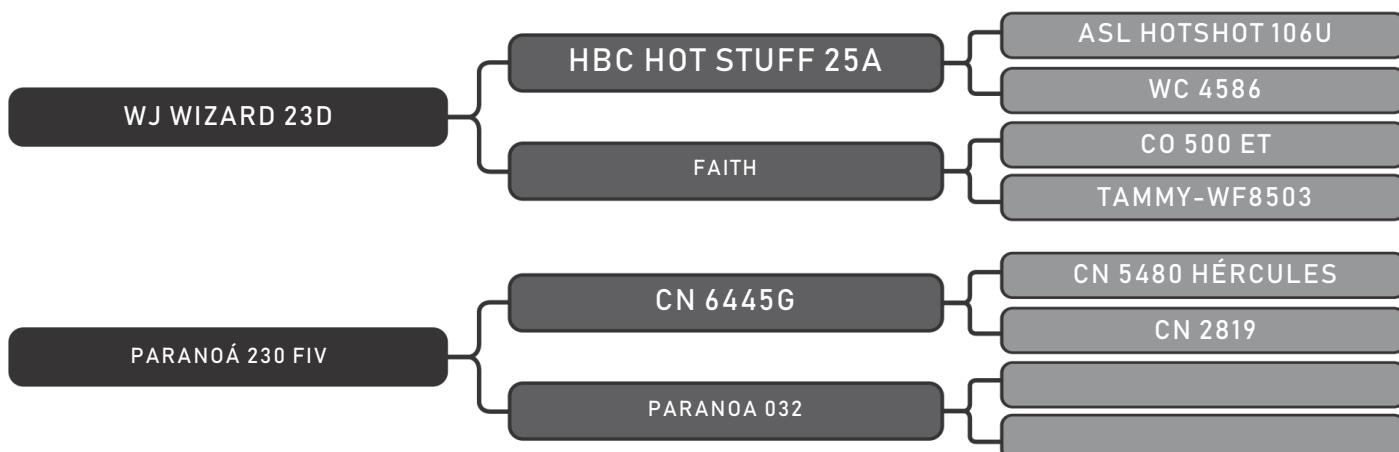 WJ WIZARD 23D
HBC HOT STUFF 25A
ASL HOTSHOT 106U
WC 4586
FAITH
CO 500 ET
TAMMY-WF8503
PARANOÁ 230 FIV
CN 6445G
CN 5480 HÉRCULES
CN 2819
PARANOA 032